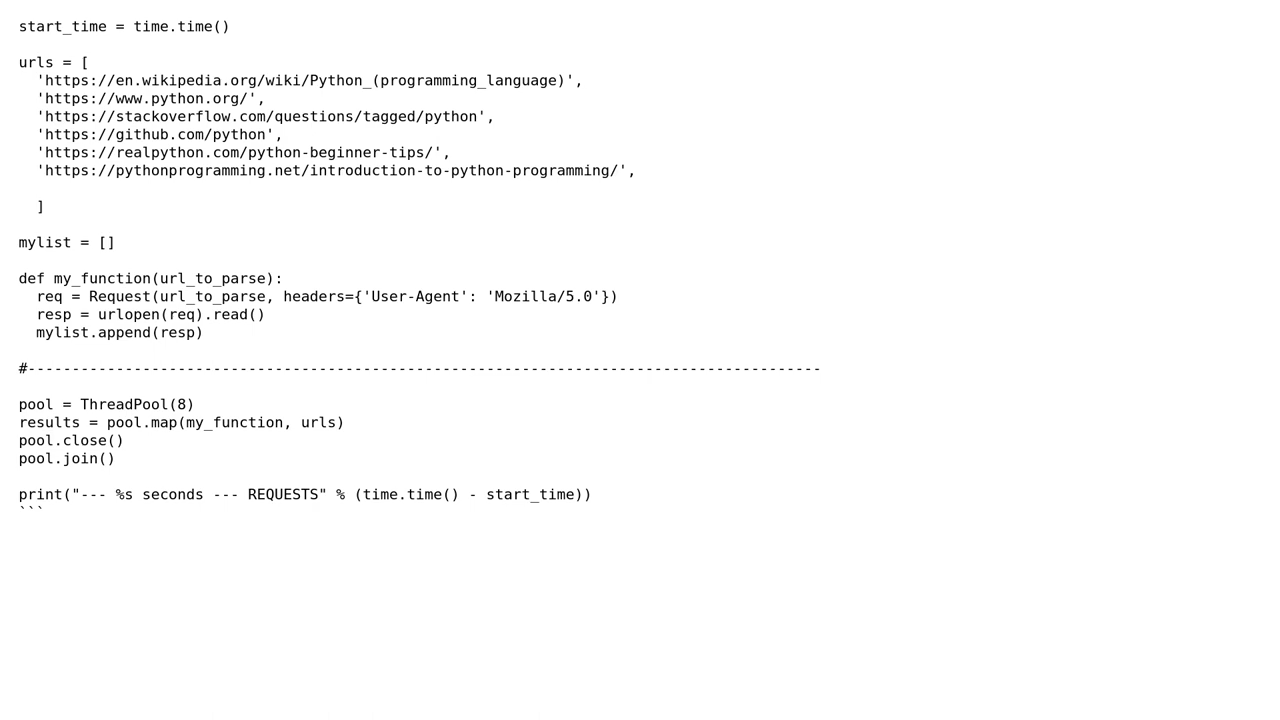 start_time = time.time()
urls = [
  'https://en.wikipedia.org/wiki/Python_(programming_language)',
  'https://www.python.org/',
  'https://stackoverflow.com/questions/tagged/python',
  'https://github.com/python',
  'https://realpython.com/python-beginner-tips/',
  'https://pythonprogramming.net/introduction-to-python-programming/',
  ]
mylist = []
def my_function(url_to_parse):
  req = Request(url_to_parse, headers={'User-Agent': 'Mozilla/5.0'})
  resp = urlopen(req).read()
  mylist.append(resp)
#------------------------------------------------------------------------------------------
pool = ThreadPool(8)
results = pool.map(my_function, urls)
pool.close()
pool.join()
print("--- %s seconds --- REQUESTS" % (time.time() - start_time))
```